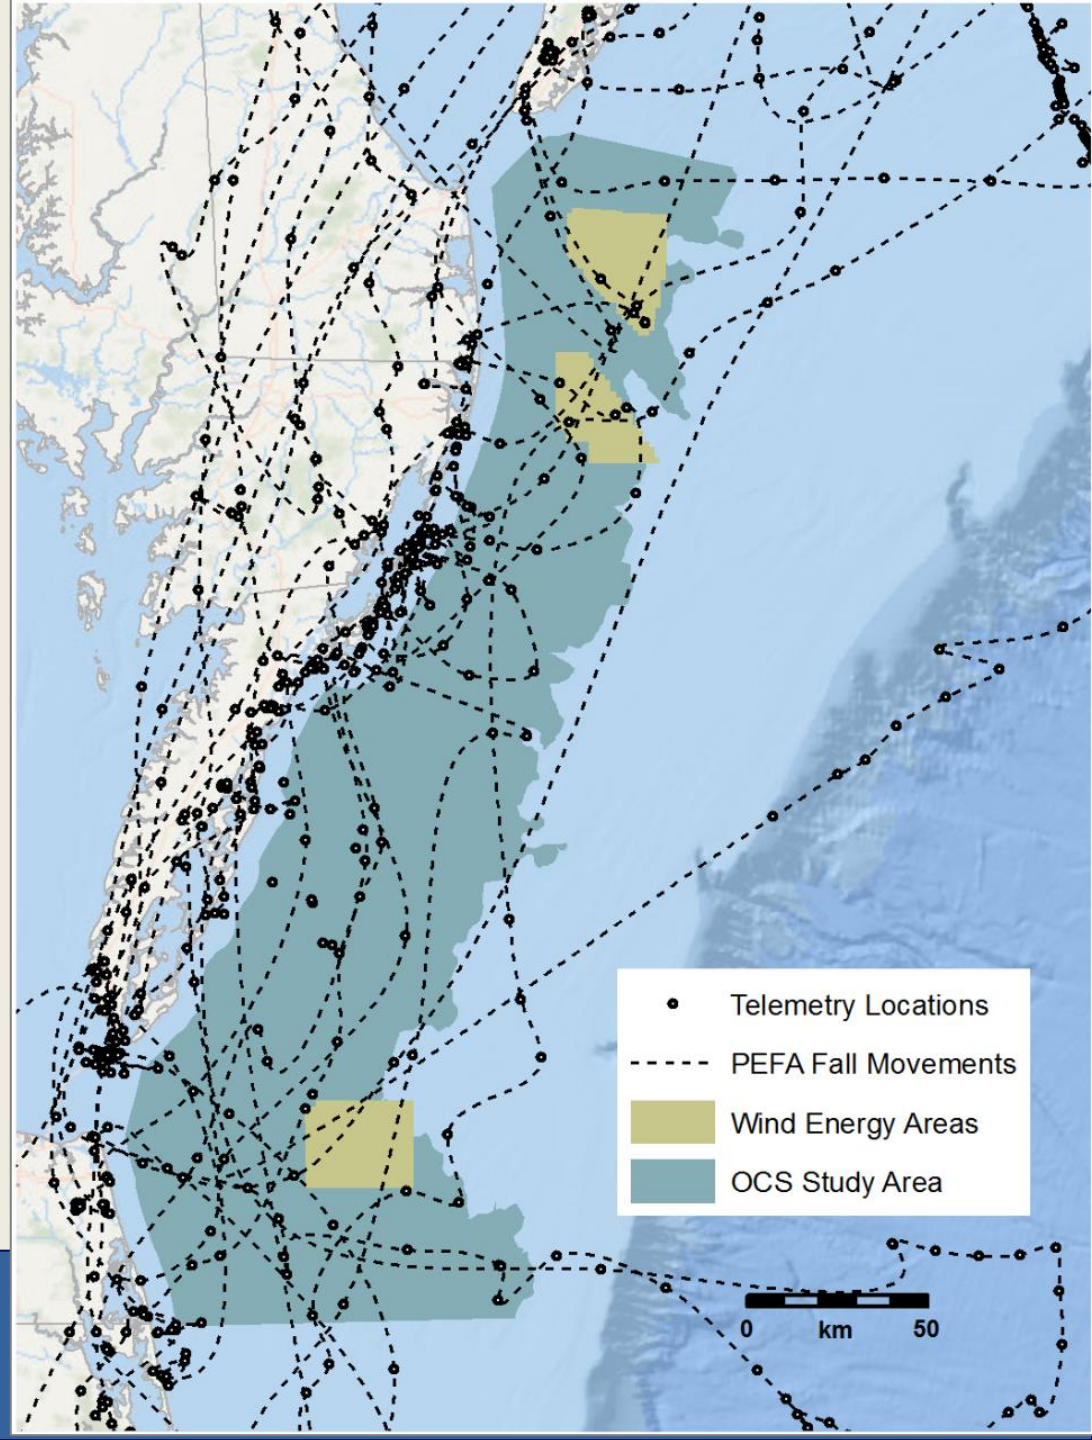 Telemetry Locations
PEFA Fall Movements
Wind Energy Areas
OCS Study Area
0 km 50